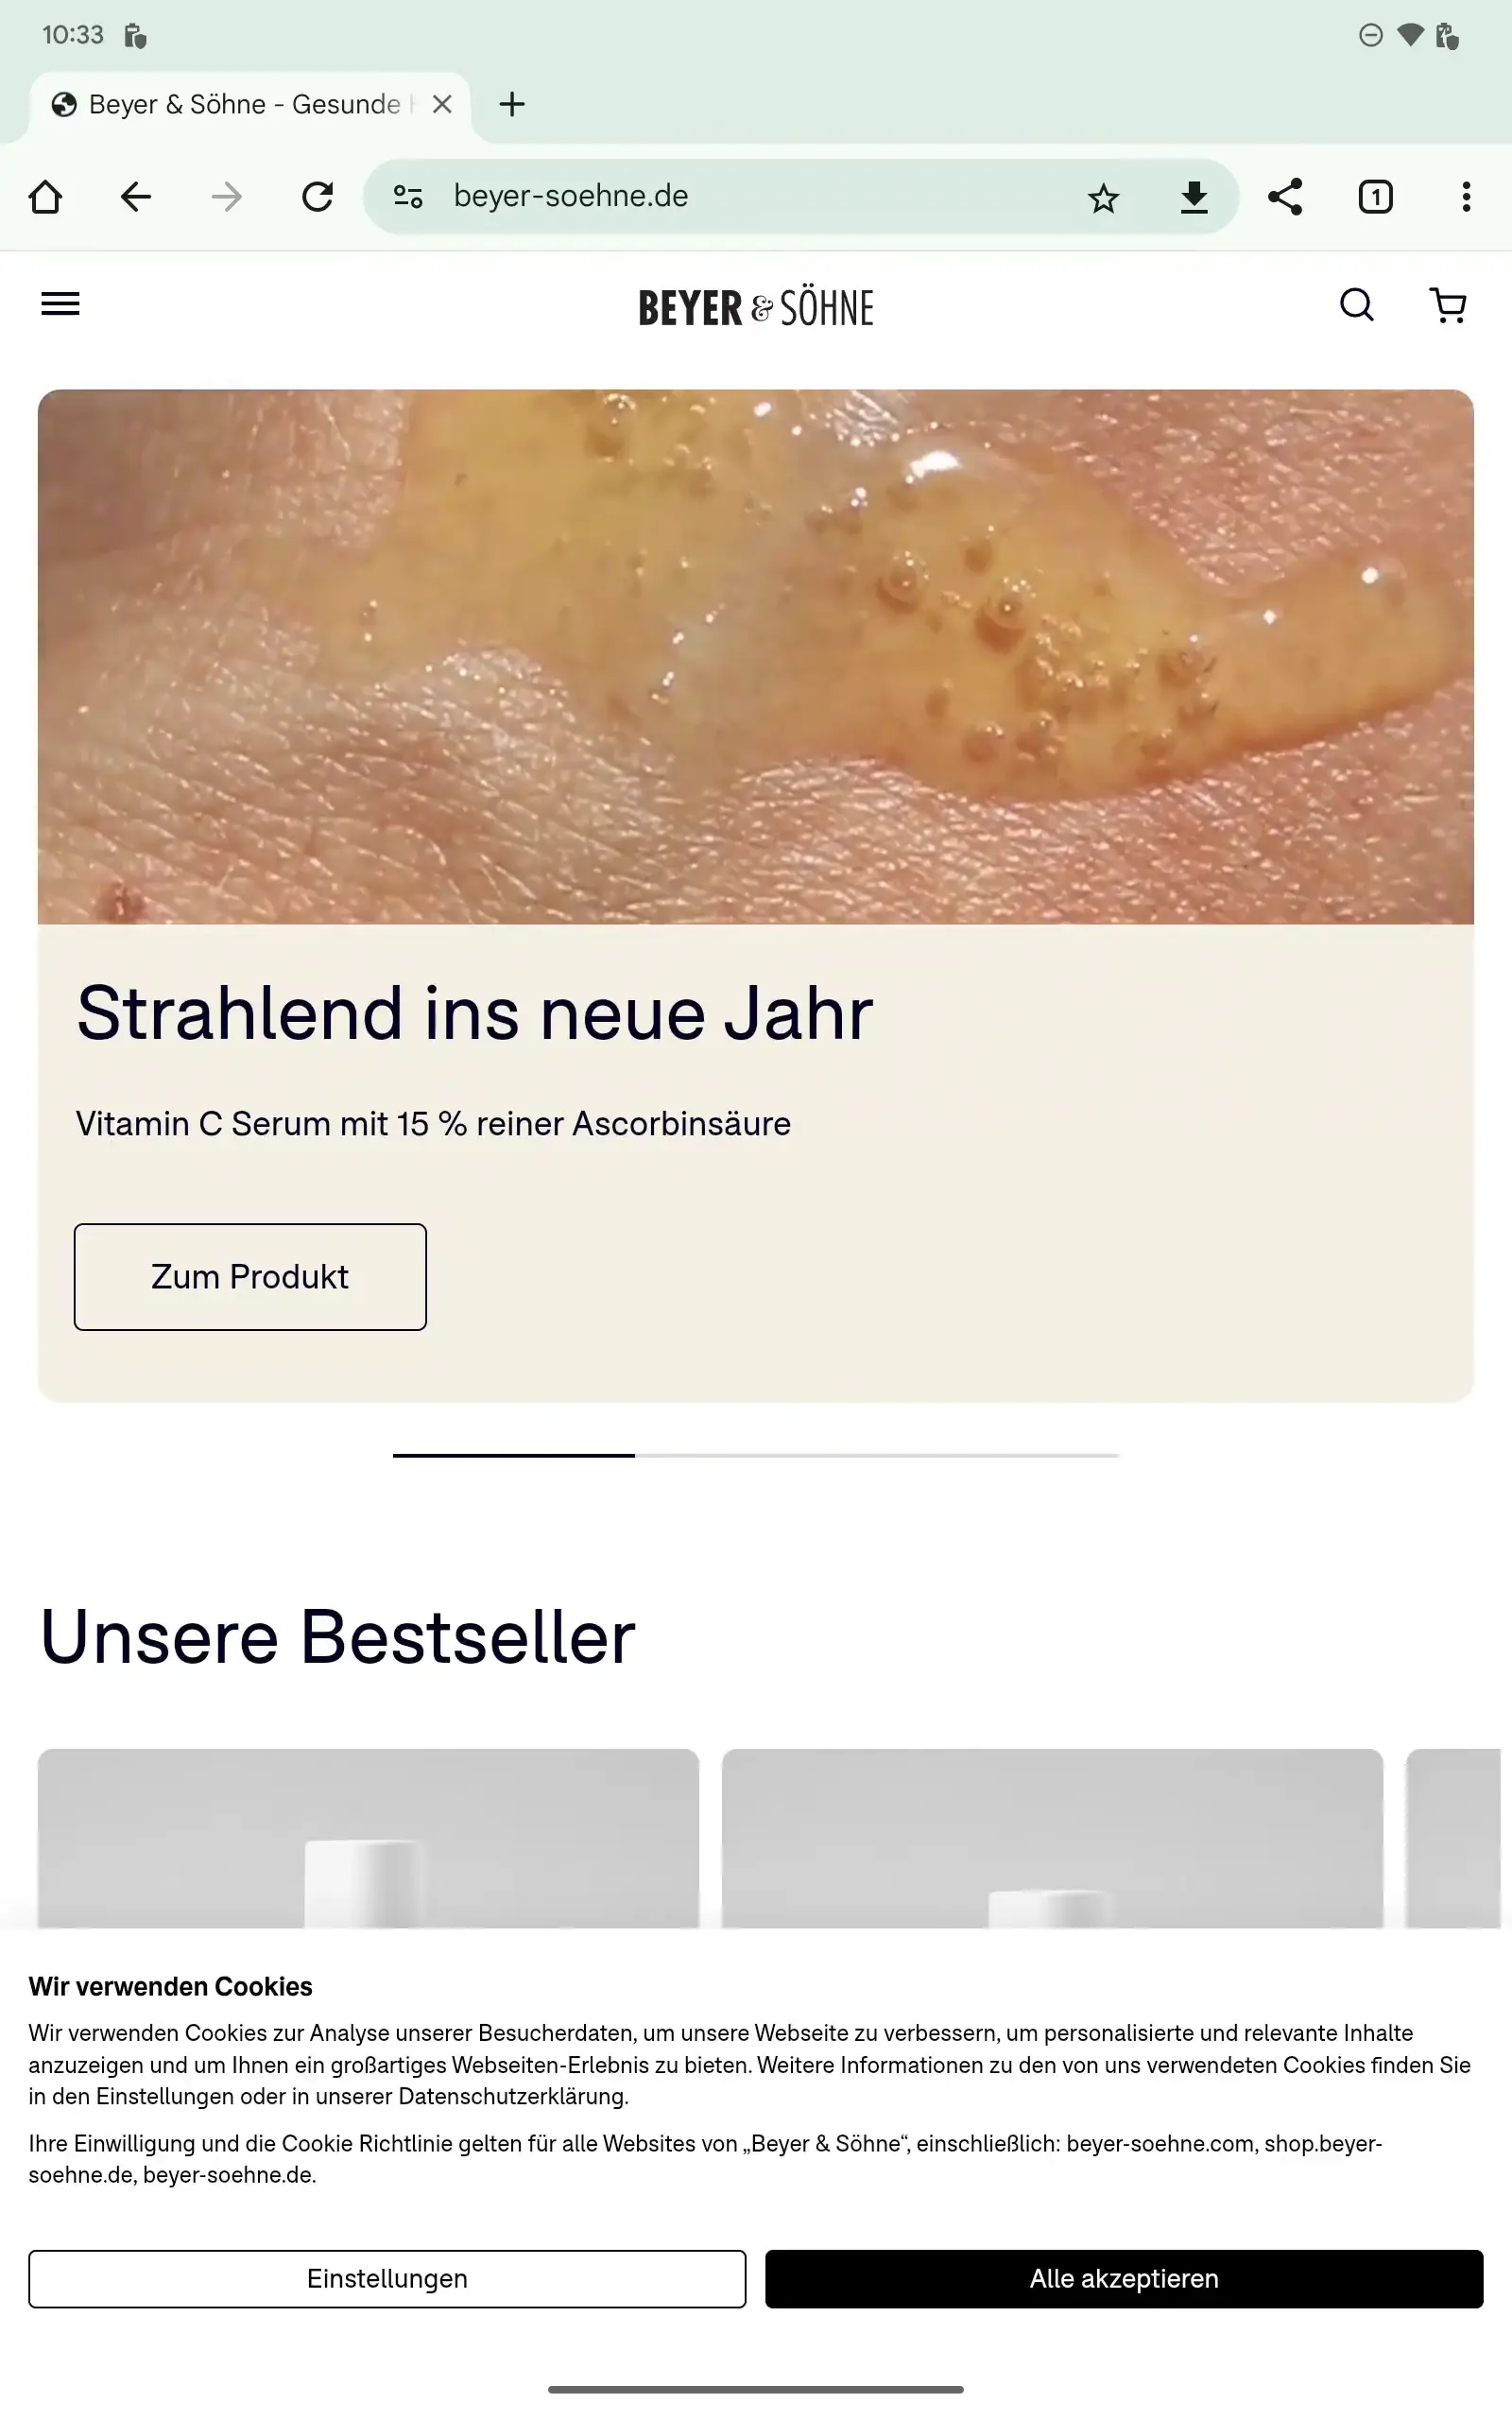 10:33
Beyer & Söhne - Gesunde
beyer-soehne.de
1
BEYER & SÖHNE
Strahlend ins neue Jahr
Vitamin C Serum mit 15 % reiner Ascorbinsäure
Zum Produkt
Unsere Bestseller
Wir verwenden Cookies
Wir verwenden Cookies zur Analyse unserer Besucherdaten, um unsere Webseite zu verbessern, um personalisierte und relevante Inhalte
anzuzeigen und um Ihnen ein großartiges Webseiten-Erlebnis zu bieten. Weitere Informationen zu den von uns verwendeten Cookies finden Sie
in den Einstellungen oder in unserer Datenschutzerklärung.
Ihre Einwilligung und die Cookie Richtlinie gelten für alle Websites von „Beyer & Söhne“, einschließlich: beyer-soehne.com, shop.beyer-
soehne.de, beyer-soehne.de.
Einstellungen
Alle akzeptieren